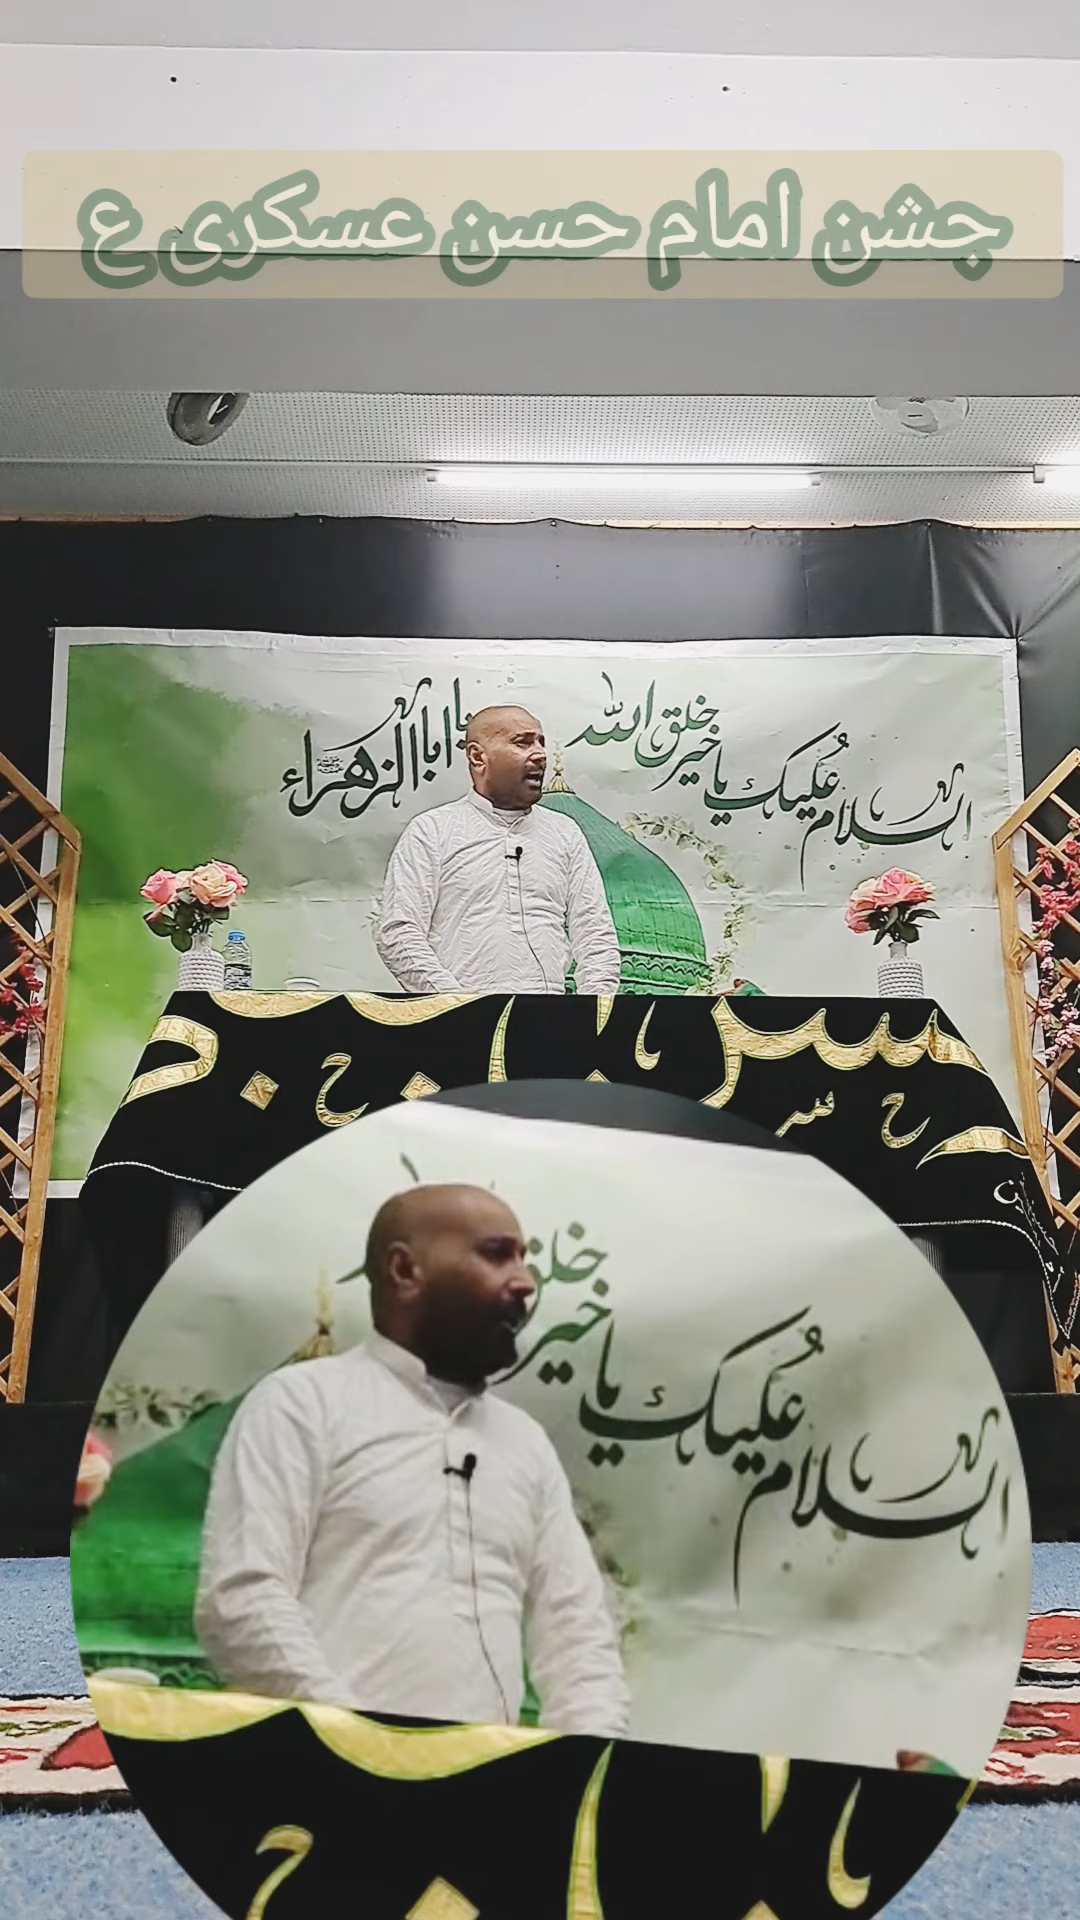 جشن امام حسن عسکری ع
السلام علیک یا خیر خلق الله
یا ابا الزهراء
السلام علیک یا خیر خلق